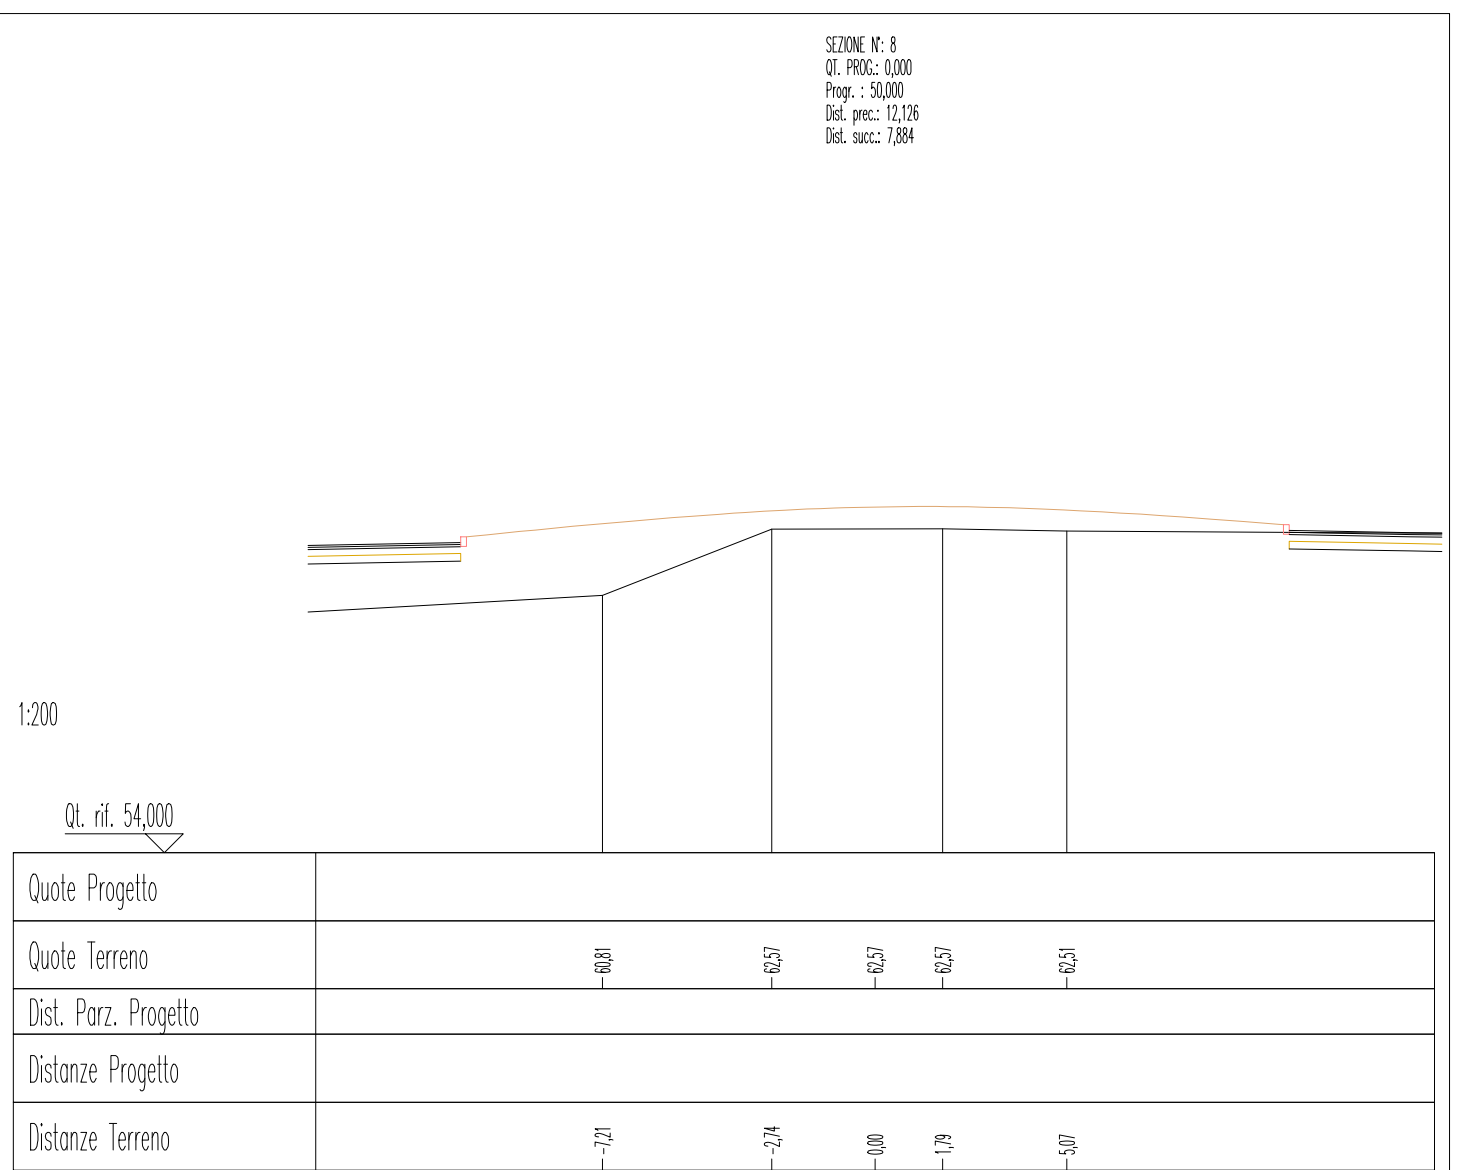 SEZIONE N°: 8
QT. PROG.: 0,000
Progr. : 50,000
Dist. prec.: 12,126
Dist. succ.: 7,884
1:200
Qt. rif. 54,000
Quote Progetto
Quote Terreno 60,81 62,57 62,57 62,57 62,51
Dist. Parz. Progetto
Distanze Progetto
Distanze Terreno -7,21 -2,74 0,00 1,79 5,07